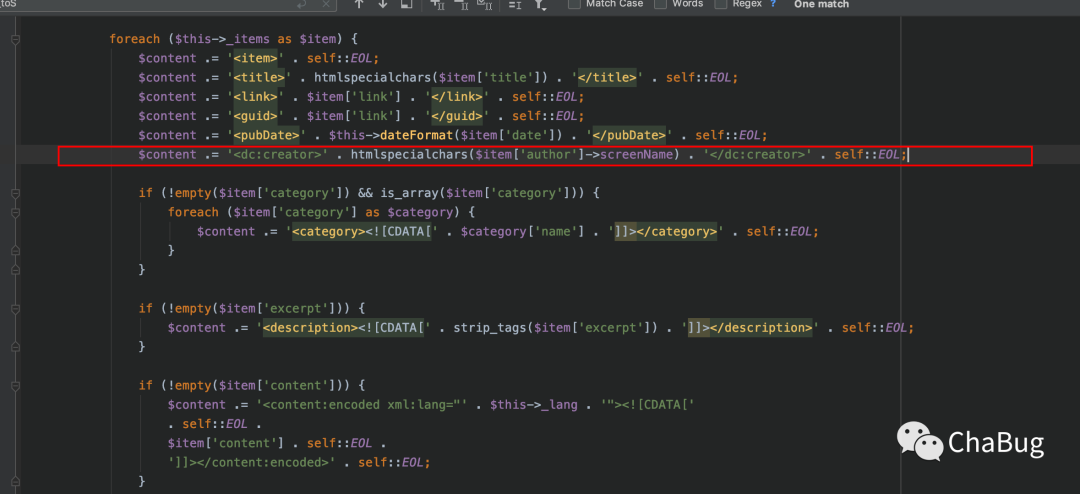 _toS Match Case Words Regex ? One match
foreach ($this->_items as $item) {
$content .= '<item>' . self::EOL;
$content .= '<title>' . htmlspecialchars($item['title']) . '</title>' . self::EOL;
$content .= '<link>' . $item['link'] . '</link>' . self::EOL;
$content .= '<guid>' . $item['link'] . '</guid>' . self::EOL;
$content .= '<pubDate>' . $this->dateFormat($item['date']) . '</pubDate>' . self::EOL;
$content .= '<dc:creator>' . htmlspecialchars($item['author']->screenName) . '</dc:creator>' . self::EOL;
if (!empty($item['category']) && is_array($item['category'])) {
foreach ($item['category'] as $category) {
$content .= '<category><![CDATA[' . $category['name'] . ']]></category>' . self::EOL;
}
}
if (!empty($item['excerpt'])) {
$content .= '<description><![CDATA[' . strip_tags($item['excerpt']) . ']]></description>' . self::EOL;
}
if (!empty($item['content'])) {
$content .= '<content:encoded xml:lang="' . $this->_lang . '"><![CDATA['
. self::EOL .
$item['content'] . self::EOL .
']]></content:encoded>' . self::EOL;
}
ChaBug